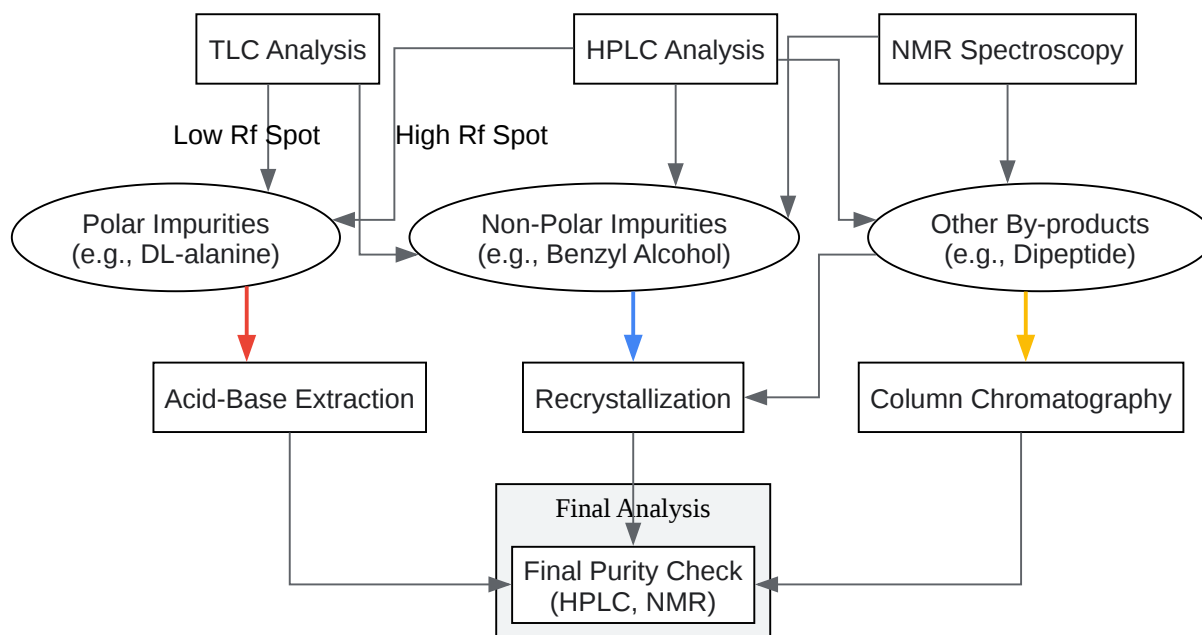 TLC Analysis
HPLC Analysis
NMR Spectroscopy
Low Rf Spot
High Rf Spot
Polar Impurities
(e.g., DL-alanine)
Non-Polar Impurities
(e.g., Benzyl Alcohol)
Other By-products
(e.g., Dipeptide)
Acid-Base Extraction
Recrystallization
Column Chromatography
Final Analysis
Final Purity Check
(HPLC, NMR)